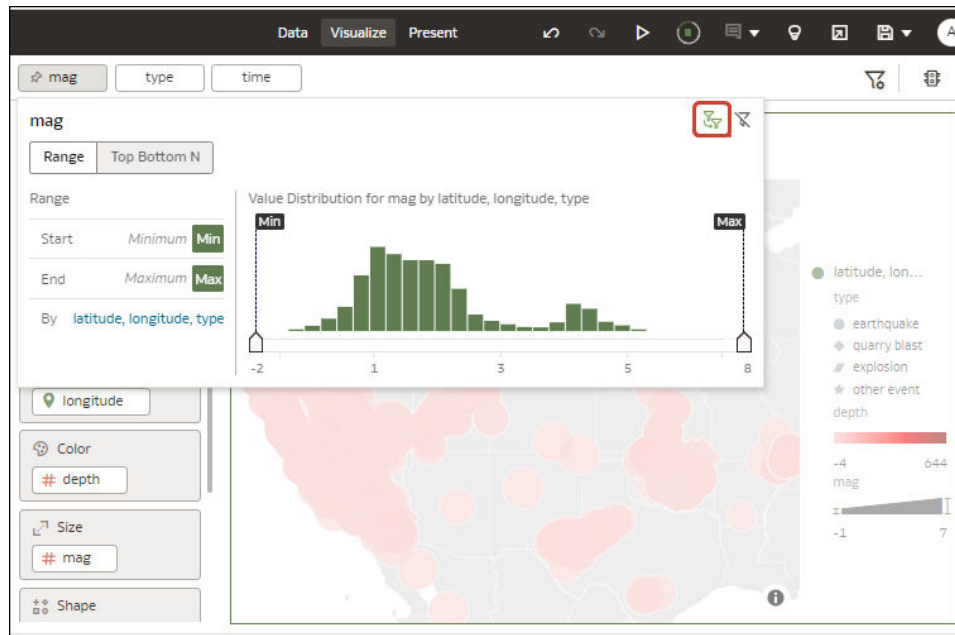 Data Visualize Present A
mag type time
mag
Range Top Bottom N
Range
Value Distribution for mag by latitude, longitude, type
Min Max
Start Minimum Min
End Maximum Max
By latitude, longitude, type
-2 1 3 5 8
latitude, lon...
type
earthquake
quarry blast
explosion
other event
depth
-4 644
mag
-1 7
longitude
Color
# depth
Size
# mag
Shape